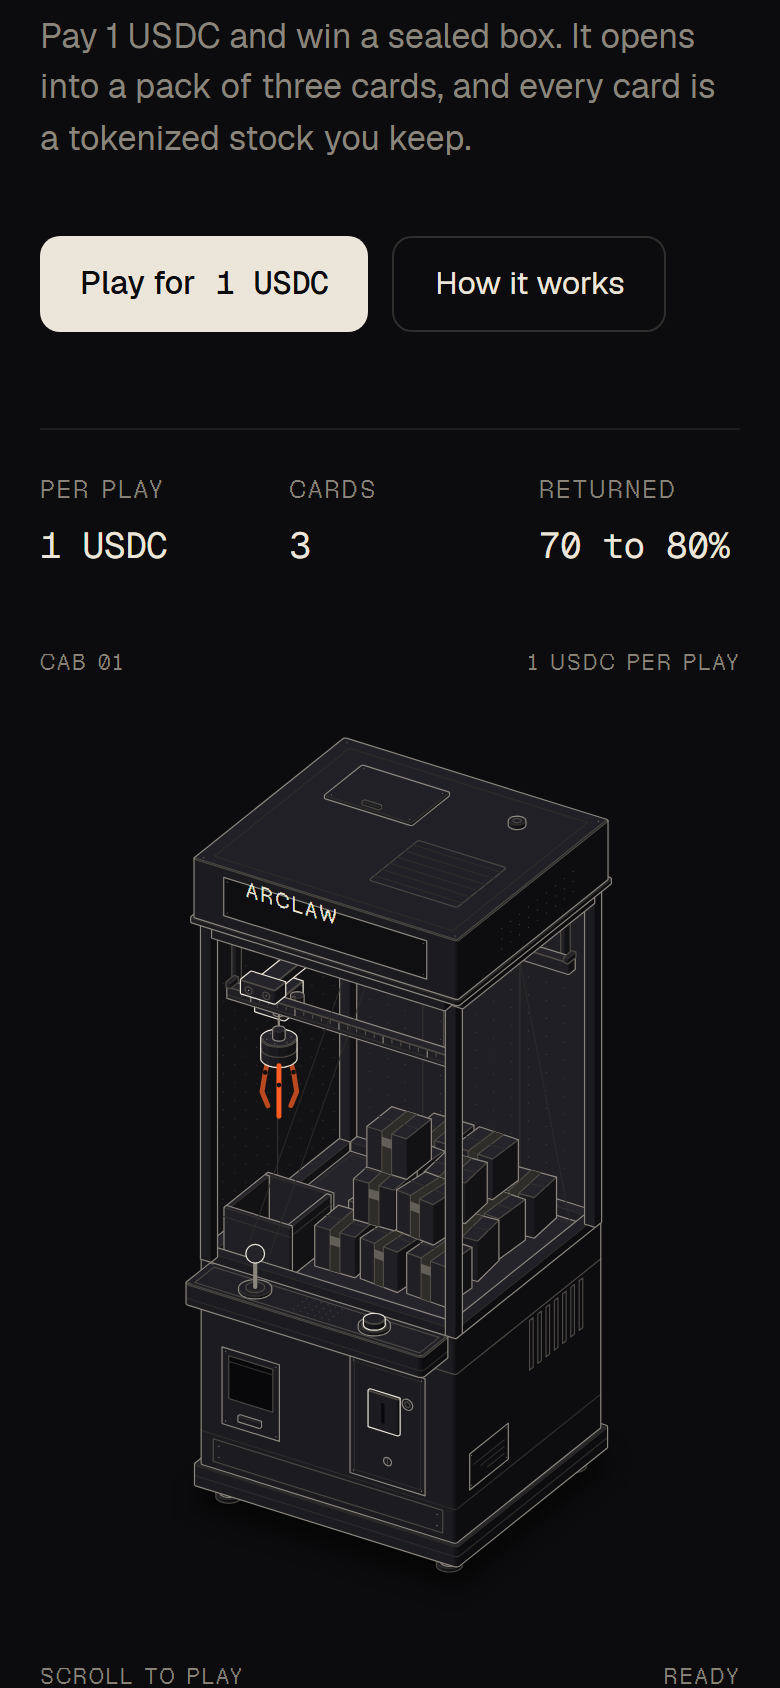 Pay 1 USDC and win a sealed box. It opens
into a pack of three cards, and every card is
a tokenized stock you keep.
Play for 1 USDC
How it works
PER PLAY
CARDS
RETURNED
1 USDC
3
70 to 80%
CAB 01
1 USDC PER PLAY
ARCLAW
SCROLL TO PLAY
READY